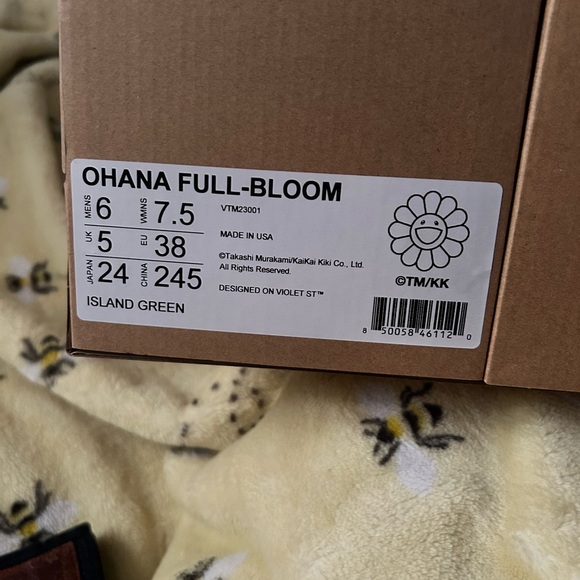 OHANA FULL-BLOOM
MENS 6 WMNS 7.5
UK 5 EU 38
JAPAN 24 CHINA 245
ISLAND GREEN
VTM23001
MADE IN USA
©Takashi Murakami/KaiKai Kiki Co., Ltd.
All Rights Reserved.
DESIGNED ON VIOLET ST™
©TM/KK
8 50058 46112 0